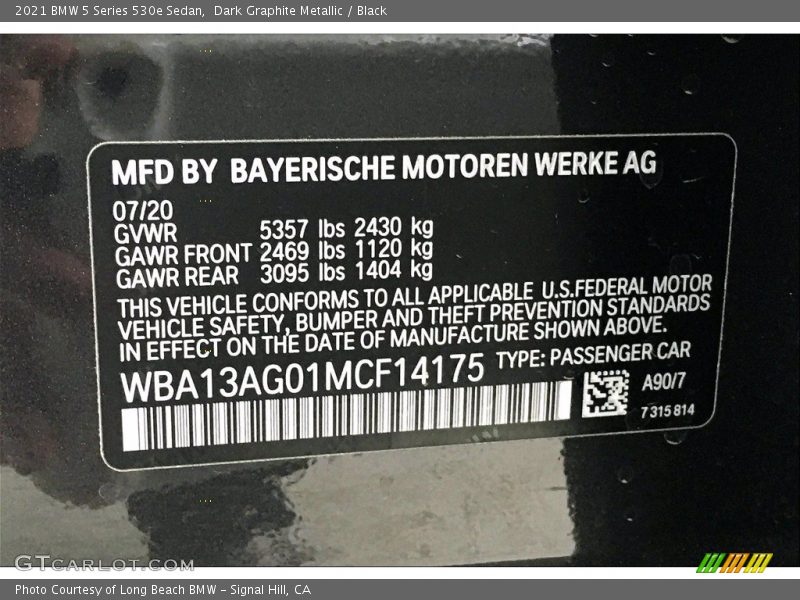 2021 BMW 5 Series 530e Sedan,  Dark Graphite Metallic / Black
MFD BY BAYERISCHE MOTOREN WERKE AG
07/20
GVWR 5357 lbs 2430 kg
GAWR FRONT 2469 lbs 1120 kg
GAWR REAR 3095 lbs 1404 kg
THIS VEHICLE CONFORMS TO ALL APPLICABLE U.S.FEDERAL MOTOR
VEHICLE SAFETY, BUMPER AND THEFT PREVENTION STANDARDS
IN EFFECT ON THE DATE OF MANUFACTURE SHOWN ABOVE.
WBA13AG01MCF14175 TYPE: PASSENGER CAR
A90/7
7 315 814
GTCARLOT.COM
Photo Courtesy of Long Beach BMW – Signal Hill, CA